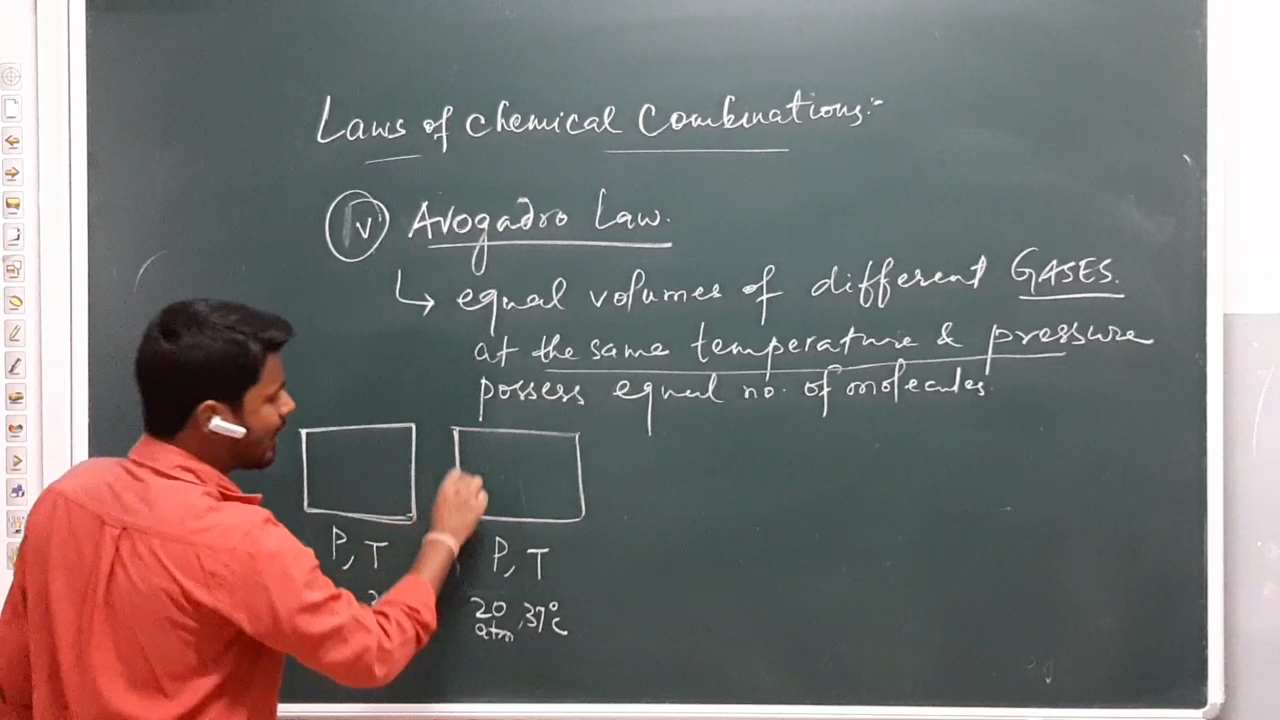 Laws of chemical Combinations:-
(v) Avogadro Law.
↳ equal volumes of different GASES.
at the same temperature & pressure
possess equal no. of molecules.
P, T
P, T
20 atm, 37°C